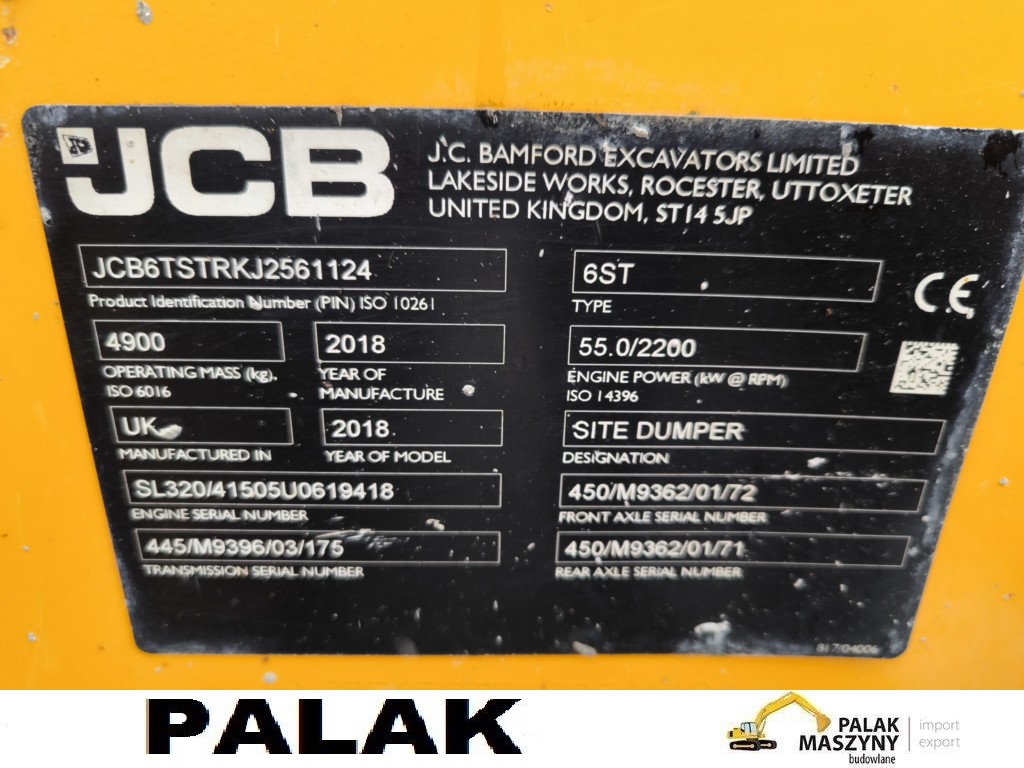 JCB
J.C. BAMFORD EXCAVATORS LIMITED
LAKESIDE WORKS, ROCESTER, UTTOXETER
UNITED KINGDOM, ST14 5JP
JCB6TSTRKJ2561124
Product Identification Number (PIN) ISO 10261
6ST
TYPE
CE
4900
OPERATING MASS (kg).
ISO 6016
2018
YEAR OF
MANUFACTURE
55.0/2200
ENGINE POWER (kW @ RPM)
ISO 14396
UK
MANUFACTURED IN
2018
YEAR OF MODEL
SITE DUMPER
DESIGNATION
SL320/41505U0619418
ENGINE SERIAL NUMBER
450/M9362/01/72
FRONT AXLE SERIAL NUMBER
445/M9396/03/175
TRANSMISSION SERIAL NUMBER
450/M9362/01/71
REAR AXLE SERIAL NUMBER
817/04006
PALAK
PALAK
MASZYNY
budowlane
import
export